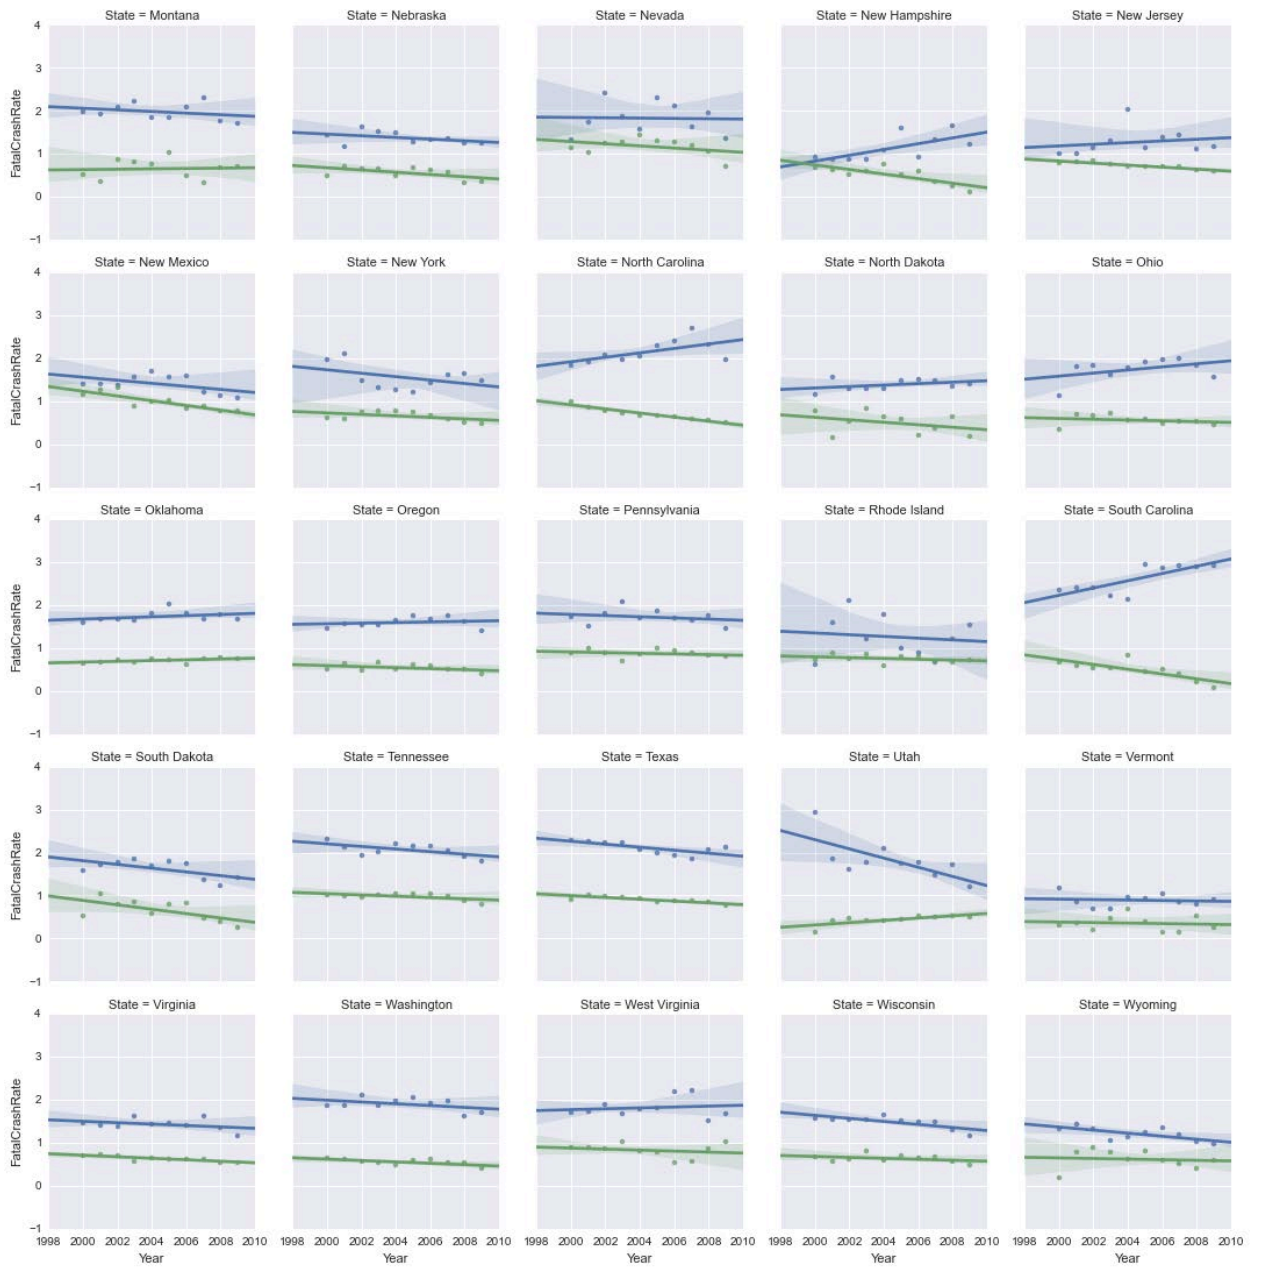 State = Montana State = Nebraska State = Nevada State = New Hampshire State = New Jersey
4
3
2
1
0
−1
FatalCrashRate
State = New Mexico State = New York State = North Carolina State = North Dakota State = Ohio
4
3
2
1
0
−1
FatalCrashRate
State = Oklahoma State = Oregon State = Pennsylvania State = Rhode Island State = South Carolina
4
3
2
1
0
−1
FatalCrashRate
State = South Dakota State = Tennessee State = Texas State = Utah State = Vermont
4
3
2
1
0
−1
FatalCrashRate
State = Virginia State = Washington State = West Virginia State = Wisconsin State = Wyoming
4
3
2
1
0
−1
FatalCrashRate
1998 2000 2002 2004 2006 2008 2010 1998 2000 2002 2004 2006 2008 2010 1998 2000 2002 2004 2006 2008 2010 1998 2000 2002 2004 2006 2008 2010 1998 2000 2002 2004 2006 2008 2010
Year Year Year Year Year